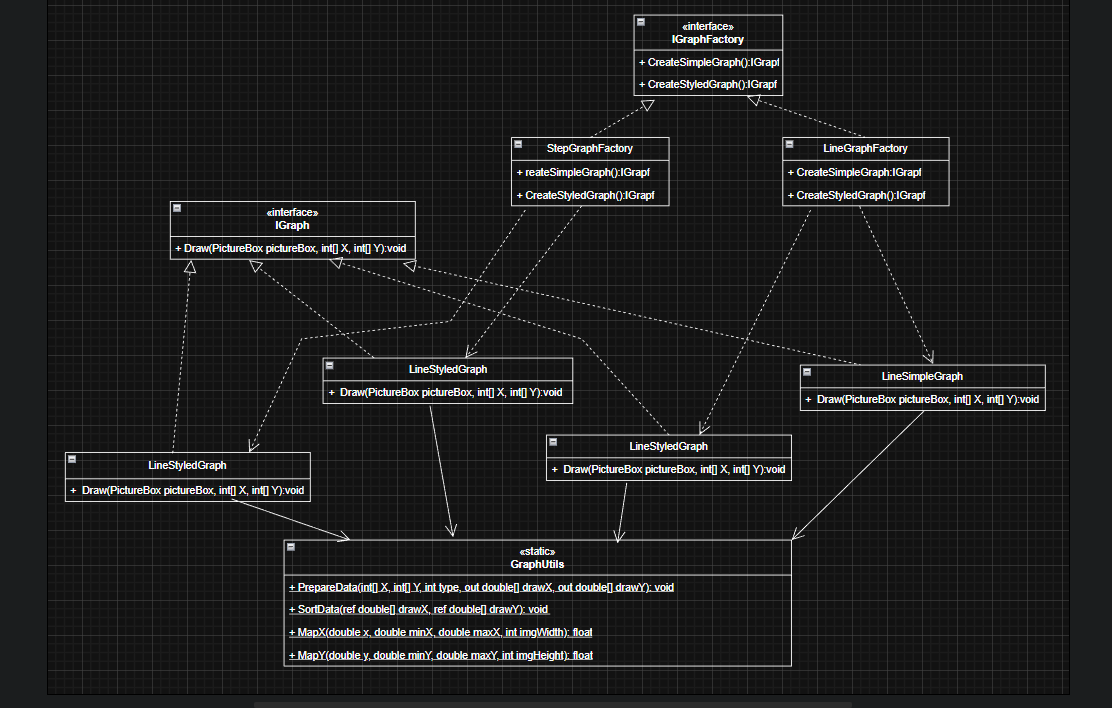 «interface»
IGraphFactory
+ CreateSimpleGraph():IGrapf
+ CreateStyledGraph():IGrapf
StepGraphFactory
+ reateSimpleGraph():IGrapf
+ CreateStyledGraph():IGrapf
LineGraphFactory
+ CreateSimpleGraph:IGrapf
+ CreateStyledGraph():IGrapf
«interface»
IGraph
+ Draw(PictureBox pictureBox, int[] X, int[] Y):void
LineStyledGraph
+ Draw(PictureBox pictureBox, int[] X, int[] Y):void
LineSimpleGraph
+ Draw(PictureBox pictureBox, int[] X, int[] Y):void
LineStyledGraph
+ Draw(PictureBox pictureBox, int[] X, int[] Y):void
LineStyledGraph
+ Draw(PictureBox pictureBox, int[] X, int[] Y):void
«static»
GraphUtils
+ PrepareData(int[] X, int[] Y, int type, out double[] drawX, out double[] drawY): void
+ SortData(ref double[] drawX, ref double[] drawY): void
+ MapX(double x, double minX, double maxX, int imgWidth): float
+ MapY(double y, double minY, double maxY, int imgHeight): float